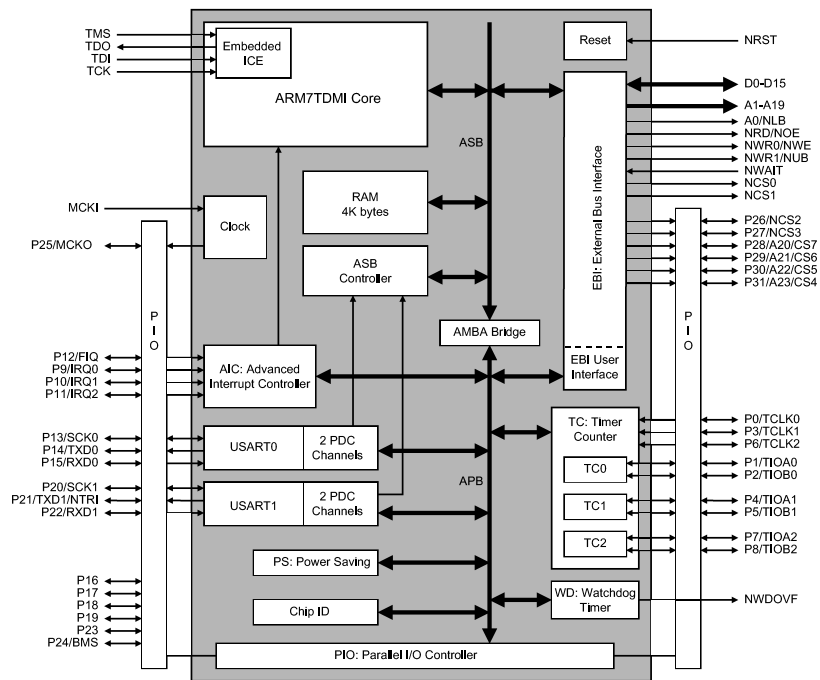 TMS
TDO
TDI
TCK
Embedded
ICE
ARM7TDMI Core
Reset
NRST
ASB
D0-D15
A1-A19
A0/NLB
NRD/NOE
NWR0/NWE
NWR1/NUB
NWAIT
NCS0
NCS1
EBI: External Bus Interface
RAM
4K bytes
MCKI
Clock
P25/MCKO
ASB
Controller
P26/NCS2
P27/NCS3
P28/A20/CS7
P29/A21/CS6
P30/A22/CS5
P31/A23/CS4
P
I
O
P
I
O
AMBA Bridge
EBI User
Interface
P12/FIQ
P9/IRQ0
P10/IRQ1
P11/IRQ2
AIC: Advanced
Interrupt Controller
P13/SCK0
P14/TXD0
P15/RXD0
USART0
2 PDC
Channels
TC: Timer
Counter
P0/TCLK0
P3/TCLK1
P6/TCLK2
TC0
P1/TIOA0
P2/TIOB0
P20/SCK1
P21/TXD1/NTRI
P22/RXD1
USART1
2 PDC
Channels
APB
TC1
P4/TIOA1
P5/TIOB1
TC2
P7/TIOA2
P8/TIOB2
PS: Power Saving
P16
P17
P18
P19
P23
P24/BMS
Chip ID
WD: Watchdog
Timer
NWDOVF
PIO: Parallel I/O Controller